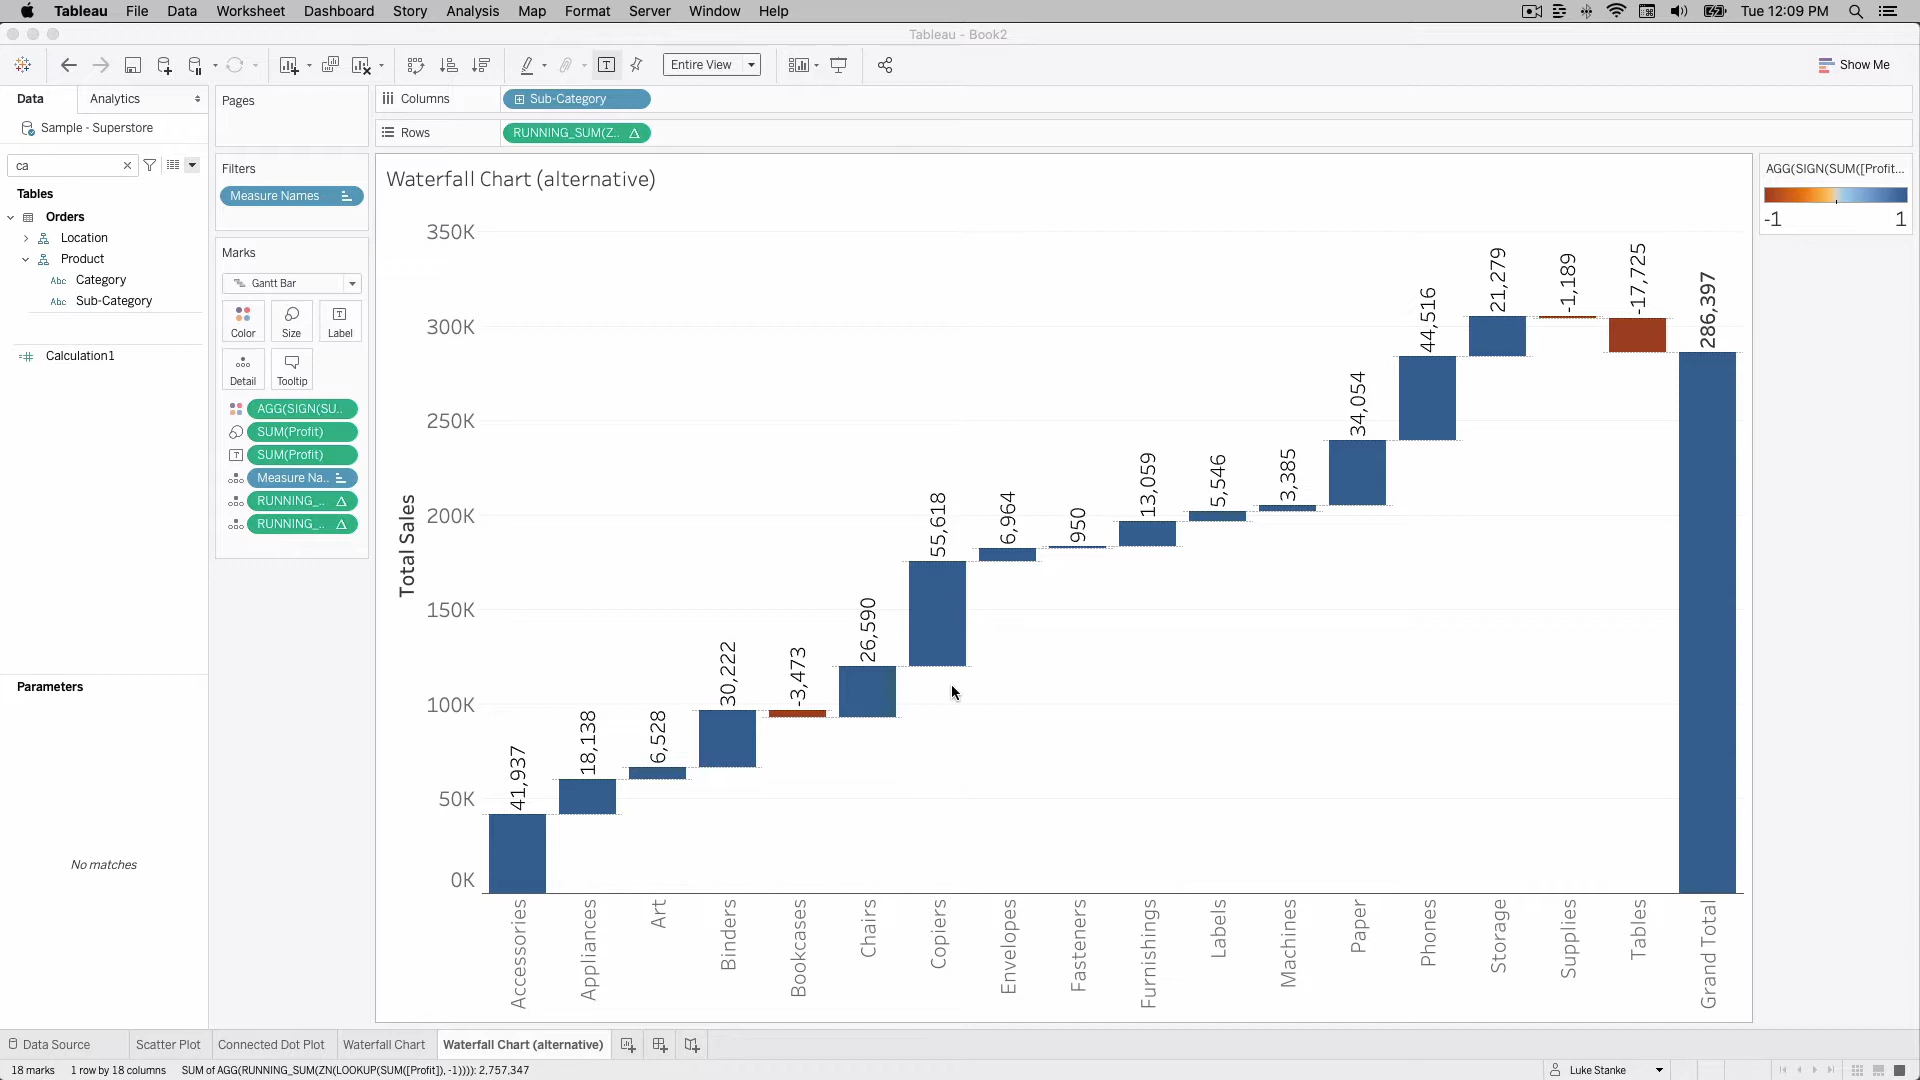 Tableau File Data Worksheet Dashboard Story Analysis Map Format Server Window Help Tue 12:09 PM
Tableau - Book2
Entire View Show Me
Data Analytics
Sample - Superstore
ca
Tables
Orders
Location
Product
Abc Category
Abc Sub-Category
Calculation1
Parameters
No matches
Pages
Filters
Measure Names
Marks
Gantt Bar
Color Size Label
Detail Tooltip
AGG(SIGN(SU..
SUM(Profit)
SUM(Profit)
Measure Na..
RUNNING_..
RUNNING_..
Columns Sub-Category
Rows RUNNING_SUM(Z..
Waterfall Chart (alternative)
Total Sales
350K
300K
250K
200K
150K
100K
50K
0K
41,937
18,138
6,528
30,222
-3,473
26,590
55,618
6,964
950
13,059
5,546
3,385
34,054
44,516
21,279
-1,189
-17,725
286,397
Accessories
Appliances
Art
Binders
Bookcases
Chairs
Copiers
Envelopes
Fasteners
Furnishings
Labels
Machines
Paper
Phones
Storage
Supplies
Tables
Grand Total
AGG(SIGN(SUM([Profit...
-1 1
Data Source Scatter Plot Connected Dot Plot Waterfall Chart Waterfall Chart (alternative)
18 marks 1 row by 18 columns SUM of AGG(RUNNING_SUM(ZN(LOOKUP(SUM([Profit]), -1)))): 2,757,347 Luke Stanke